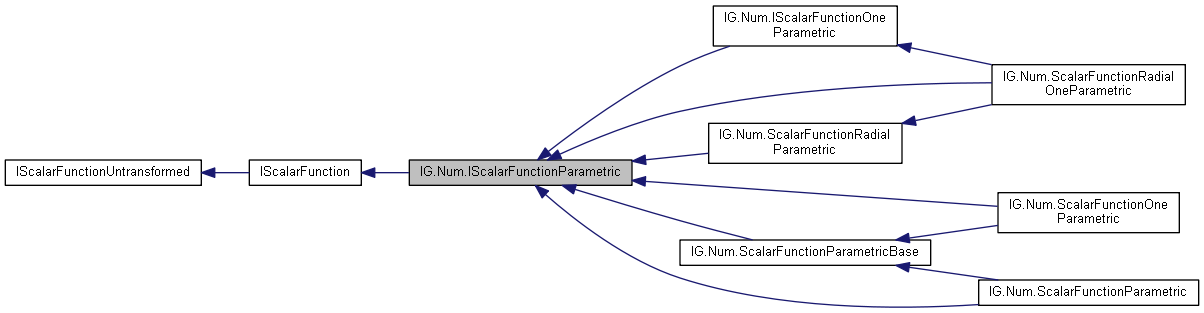 IScalarFunctionUntransformed
IScalarFunction
IG.Num.IScalarFunctionParametric
IG.Num.IScalarFunctionOne
Parametric
IG.Num.ScalarFunctionRadial
OneParametric
IG.Num.ScalarFunctionRadial
Parametric
IG.Num.ScalarFunctionOne
Parametric
IG.Num.ScalarFunctionParametricBase
IG.Num.ScalarFunctionParametric